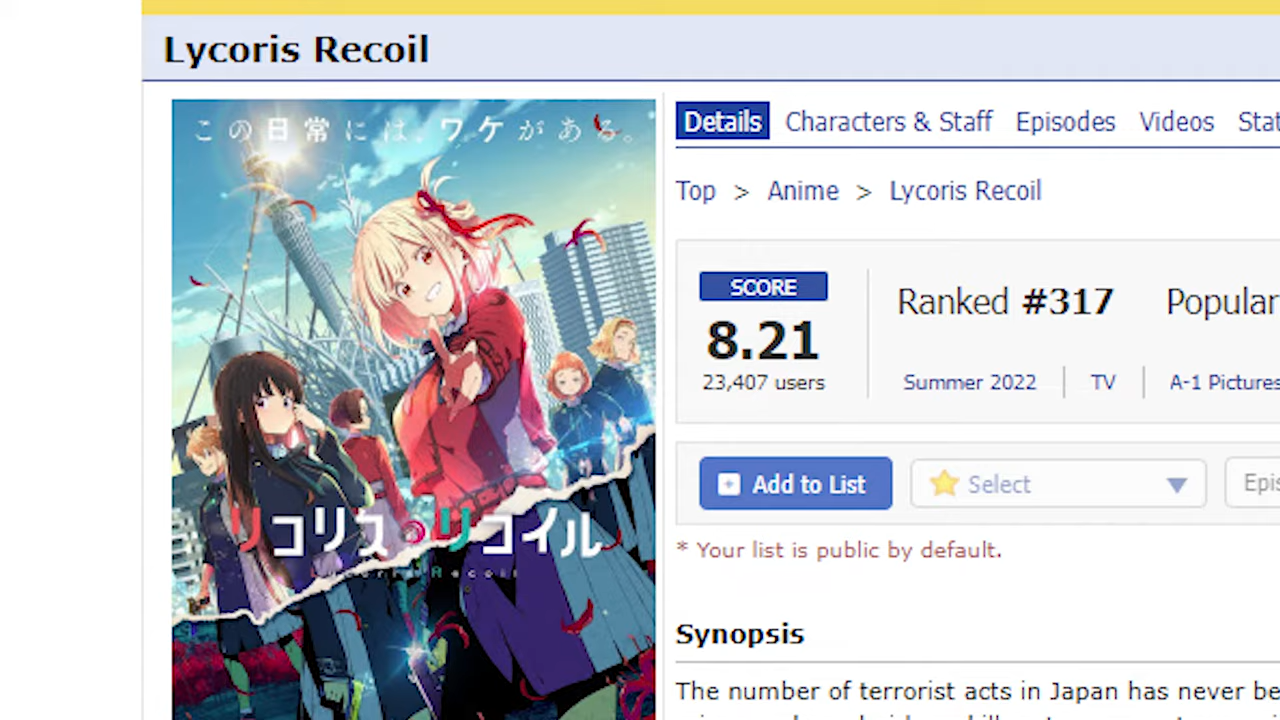 Lycoris Recoil
この日常には、ワケがある。
リコリス・リコイル
Details Characters & Staff Episodes Videos
Top > Anime > Lycoris Recoil
SCORE
8.21
23,407 users
Ranked #317
Summer 2022 | TV | A-1 Pictures
Add to List
Select
* Your list is public by default.
Synopsis
The number of terrorist acts in Japan has never